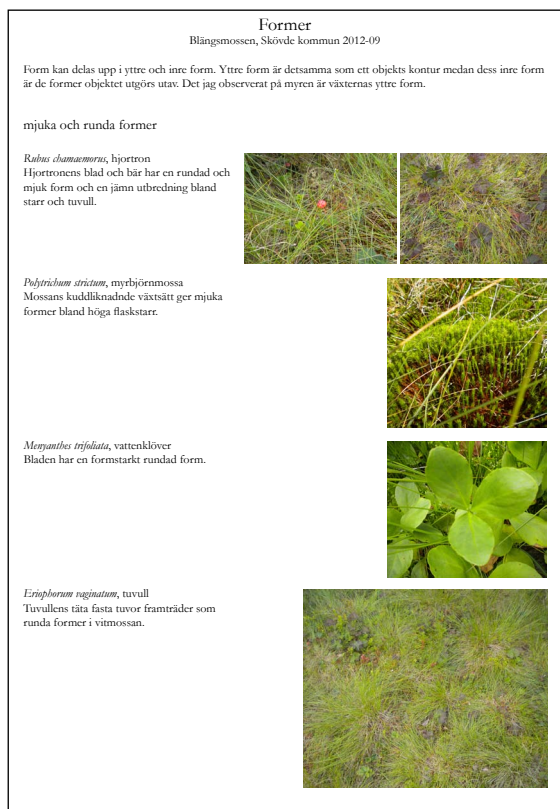 Former
Blängsmossen, Skövde kommun 2012-09
Form kan delas upp i yttre och inre form. Yttre form är detsamma som ett objekts kontur medan dess inre form
är de former objektet utgörs utav. Det jag observerat på myren är växternas yttre form.
mjuka och runda former
Rubus chamaemorus, hjortron
Hjortronens blad och bär har en rundad och
mjuk form och en jämn utbredning bland
starr och tuvull.
Polytrichum strictum, myrbjörnmossa
Mossans kuddliknadnde växtsätt ger mjuka
former bland höga flaskstarr.
Menyanthes trifoliata, vattenklöver
Bladen har en formstarkt rundad form.
Eriophorum vaginatum, tuvull
Tuvullens täta fasta tuvor framträder som
runda former i vitmossan.